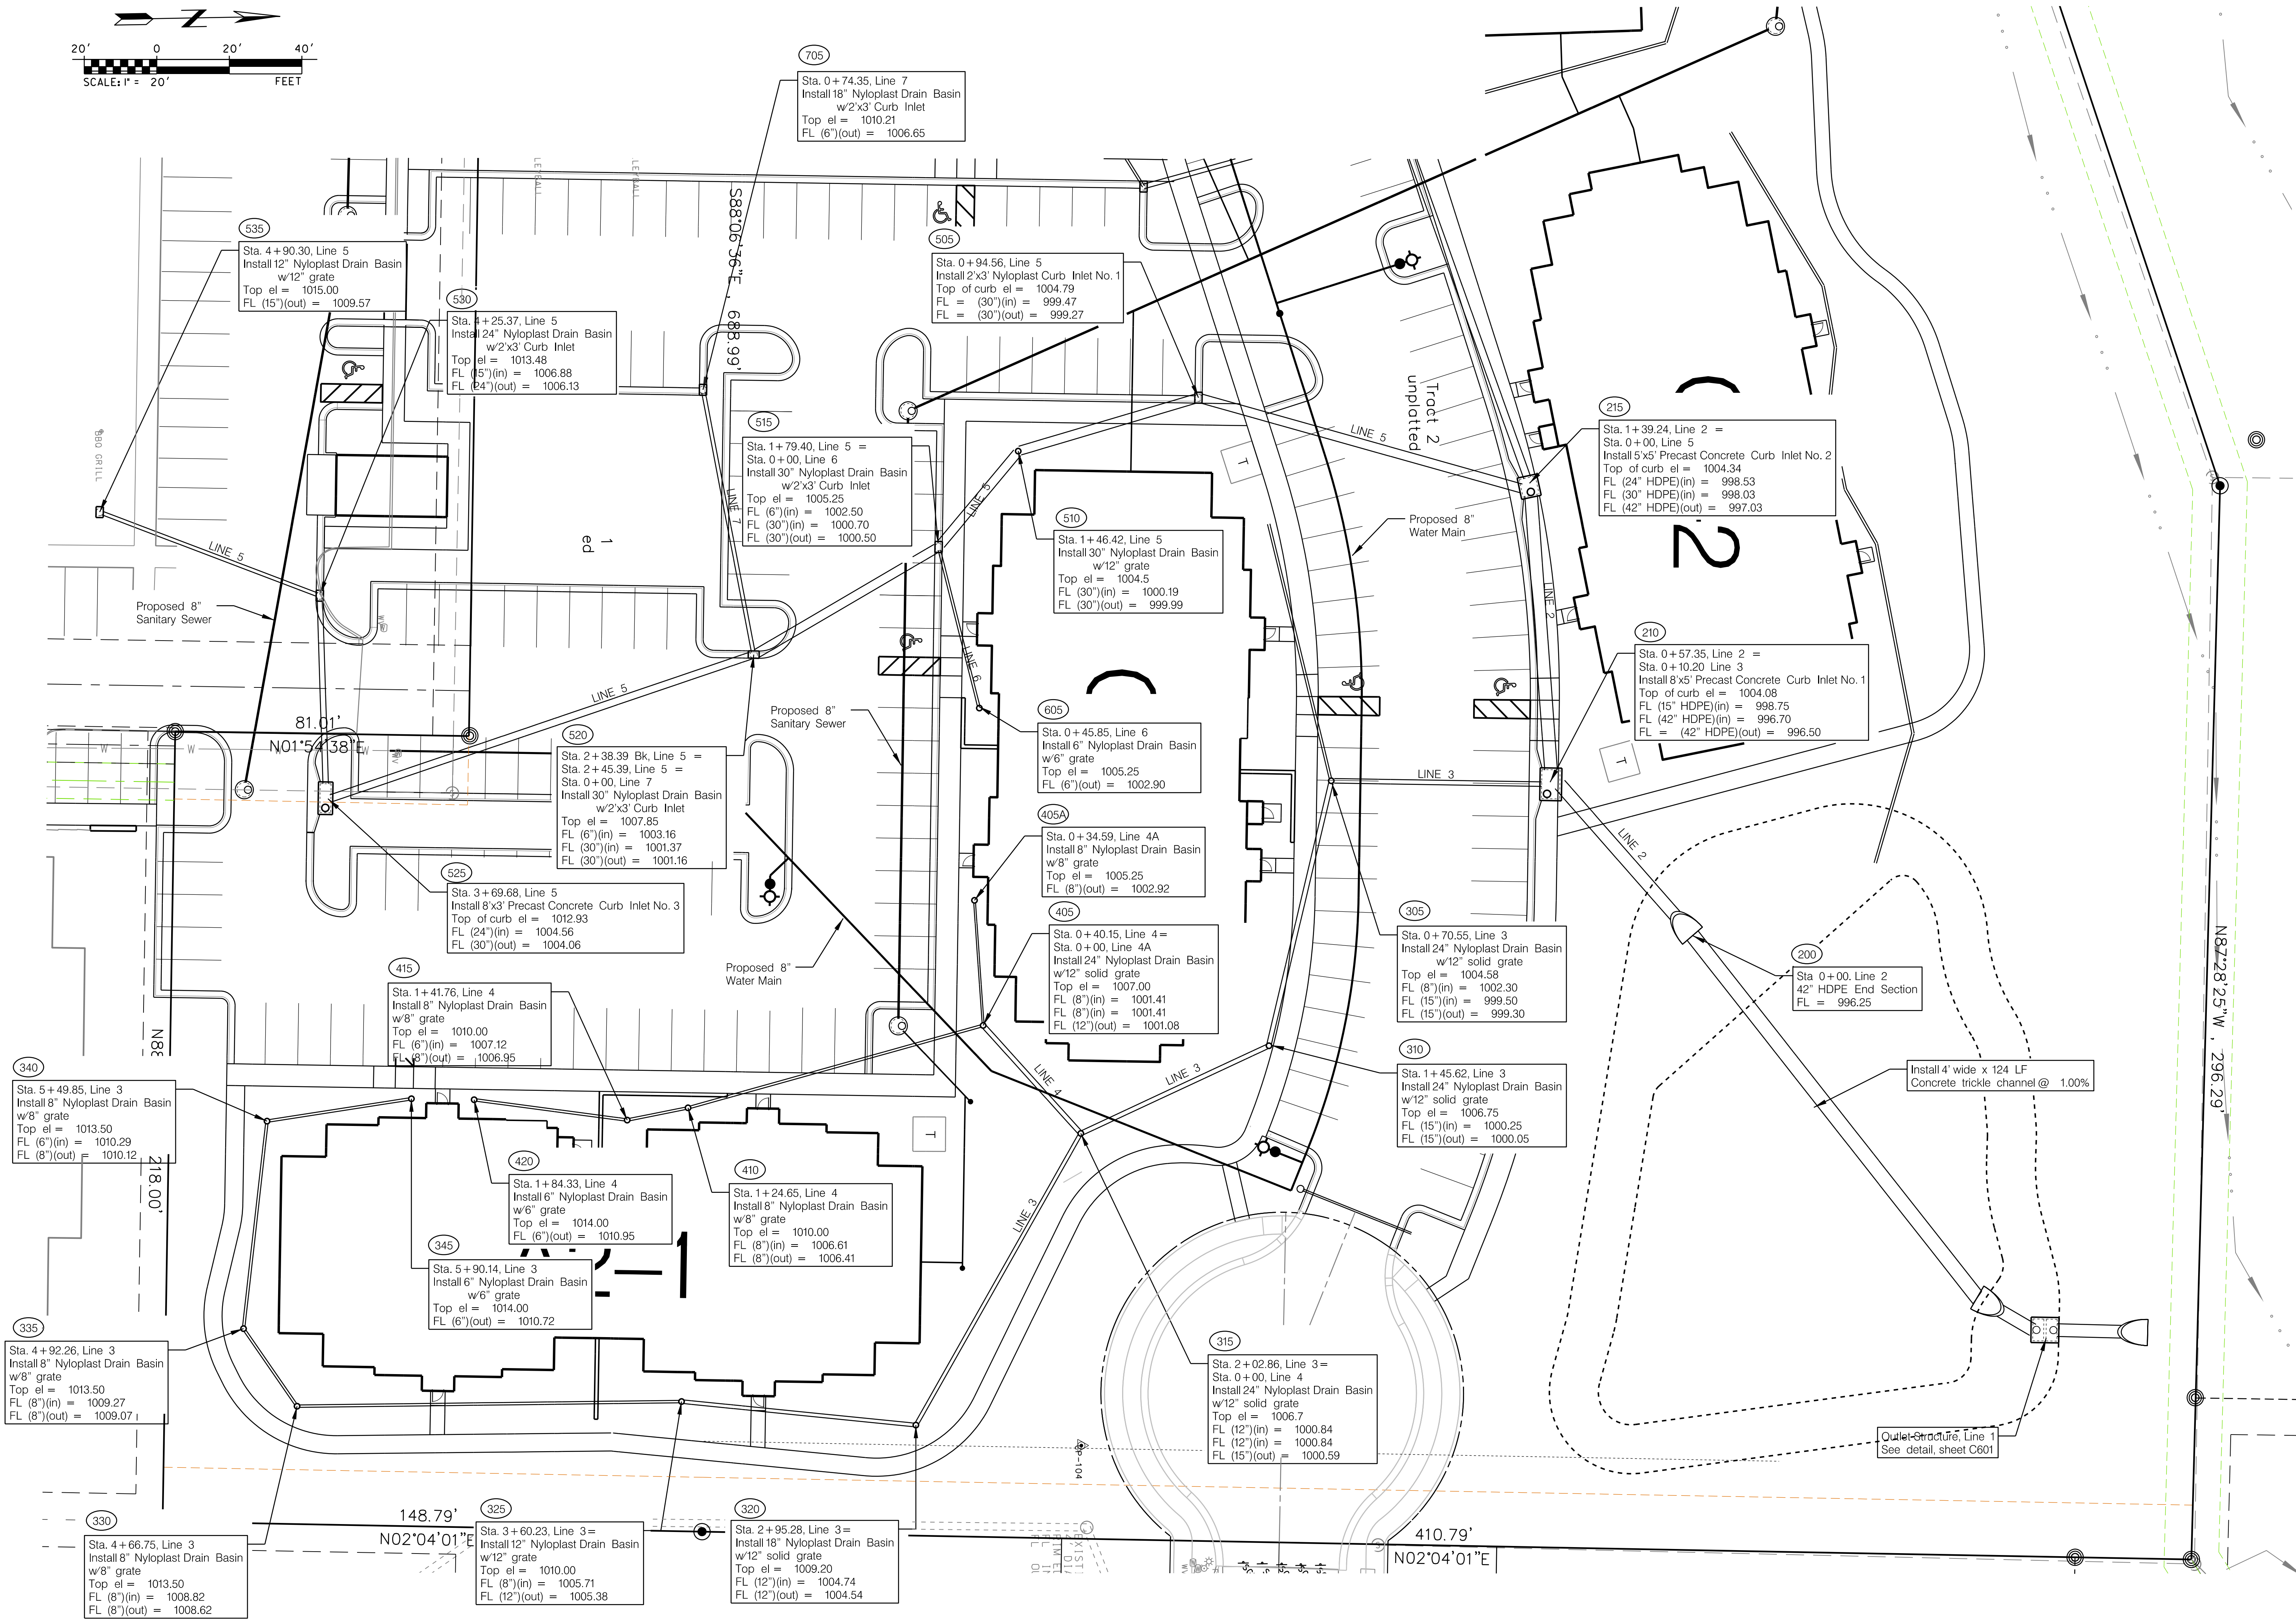 N
20' 0 20' 40'
SCALE: 1" = 20' FEET
705
Sta. 0+74.35, Line 7
Install 18" Nyloplast Drain Basin
w/2'x3' Curb Inlet
Top el = 1010.21
FL (6")(out) = 1006.65
535
Sta. 4+90.30, Line 5
Install 12" Nyloplast Drain Basin
w/12" grate
Top el = 1015.00
FL (15")(out) = 1009.57
530
Sta. 4+25.37, Line 5
Install 24" Nyloplast Drain Basin
w/2'x3' Curb Inlet
Top el = 1013.48
FL (15")(in) = 1006.88
FL (24")(out) = 1006.13
S88°06'36"E , 688.99'
505
Sta. 0+94.56, Line 5
Install 2'x3' Nyloplast Curb Inlet No. 1
Top of curb el = 1004.79
FL = (30")(in) = 999.47
FL = (30")(out) = 999.27
515
Sta. 1+79.40, Line 5 =
Sta. 0+00, Line 6
Install 30" Nyloplast Drain Basin
w/2'x3' Curb Inlet
Top el = 1005.25
FL (6")(in) = 1002.50
FL (30")(in) = 1000.70
FL (30")(out) = 1000.50
Tract 2
unplatted
215
Sta. 1+39.24, Line 2 =
Sta. 0+00, Line 5
Install 5'x5' Precast Concrete Curb Inlet No. 2
Top of curb el = 1004.34
FL (24" HDPE)(in) = 998.53
FL (30" HDPE)(in) = 998.03
FL (42" HDPE)(out) = 997.03
BBQ GRILL
LINE 5
LINE 5
LINE 5
LINE 7
T
2
510
Sta. 1+46.42, Line 5
Install 30" Nyloplast Drain Basin
w/12" grate
Top el = 1004.5
FL (30")(in) = 1000.19
FL (30")(out) = 999.99
Proposed 8"
Water Main
1
ed
Proposed 8"
Sanitary Sewer
LINE 2
LINE 6
LINE 5
210
Sta. 0+57.35, Line 2 =
Sta. 0+10.20 Line 3
Install 8'x5' Precast Concrete Curb Inlet No. 1
Top of curb el = 1004.08
FL (15" HDPE)(in) = 998.75
FL (42" HDPE)(in) = 996.70
FL = (42" HDPE)(out) = 996.50
81.01'
N01°54'38"E
W
W
W
Proposed 8"
Sanitary Sewer
605
Sta. 0+45.85, Line 6
Install 6" Nyloplast Drain Basin
w/6" grate
Top el = 1005.25
FL (6")(out) = 1002.90
520
Sta. 2+38.39 Bk, Line 5 =
Sta. 2+45.39, Line 5 =
Sta. 0+00, Line 7
Install 30" Nyloplast Drain Basin
w/2'x3' Curb Inlet
Top el = 1007.85
FL (6")(in) = 1003.16
FL (30")(in) = 1001.37
FL (30")(out) = 1001.16
LINE 3
T
LINE 2
405A
Sta. 0+34.59, Line 4A
Install 8" Nyloplast Drain Basin
w/8" grate
Top el = 1005.25
FL (8")(out) = 1002.92
525
Sta. 3+69.68, Line 5
Install 8'x3' Precast Concrete Curb Inlet No. 3
Top of curb el = 1012.93
FL (24")(in) = 1004.56
FL (30")(out) = 1004.06
405
Sta. 0+40.15, Line 4=
Sta. 0+00, Line 4A
Install 24" Nyloplast Drain Basin
w/12" solid grate
Top el = 1007.00
FL (8")(in) = 1001.41
FL (8")(in) = 1001.41
FL (12")(out) = 1001.08
305
Sta. 0+70.55, Line 3
Install 24" Nyloplast Drain Basin
w/12" solid grate
Top el = 1004.58
FL (8")(in) = 1002.30
FL (15")(in) = 999.50
FL (15")(out) = 999.30
200
Sta 0+00. Line 2
42" HDPE End Section
FL = 996.25
N87°28'25"W , 296.29'
415
Sta. 1+41.76, Line 4
Install 8" Nyloplast Drain Basin
w/8" grate
Top el = 1010.00
FL (6")(in) = 1007.12
FL (8")(out) = 1006.95
Proposed 8"
Water Main
N88
218.00'
340
Sta. 5+49.85, Line 3
Install 8" Nyloplast Drain Basin
w/8" grate
Top el = 1013.50
FL (6")(in) = 1010.29
FL (8")(out) = 1010.12
LINE 4
LINE 3
310
Sta. 1+45.62, Line 3
Install 24" Nyloplast Drain Basin
w/12" solid grate
Top el = 1006.75
FL (15")(in) = 1000.25
FL (15")(out) = 1000.05
Install 4' wide x 124 LF
Concrete trickle channel @ 1.00%
T
420
Sta. 1+84.33, Line 4
Install 6" Nyloplast Drain Basin
w/6" grate
Top el = 1014.00
FL (6")(out) = 1010.95
410
Sta. 1+24.65, Line 4
Install 8" Nyloplast Drain Basin
w/8" grate
Top el = 1010.00
FL (8")(in) = 1006.61
FL (8")(out) = 1006.41
LINE 3
345
Sta. 5+90.14, Line 3
Install 6" Nyloplast Drain Basin
w/6" grate
Top el = 1014.00
FL (6")(out) = 1010.72
335
Sta. 4+92.26, Line 3
Install 8" Nyloplast Drain Basin
w/8" grate
Top el = 1013.50
FL (8")(in) = 1009.27
FL (8")(out) = 1009.07
315
Sta. 2+02.86, Line 3=
Sta. 0+00, Line 4
Install 24" Nyloplast Drain Basin
w/12" solid grate
Top el = 1006.7
FL (12")(in) = 1000.84
FL (12")(in) = 1000.84
FL (15")(out) = 1000.59
Outlet Structure, Line 1
See detail, sheet C601
330
Sta. 4+66.75, Line 3
Install 8" Nyloplast Drain Basin
w/8" grate
Top el = 1013.50
FL (8")(in) = 1008.82
FL (8")(out) = 1008.62
148.79'
N02°04'01"E
325
Sta. 3+60.23, Line 3=
Install 12" Nyloplast Drain Basin
w/12" grate
Top el = 1010.00
FL (8")(in) = 1005.71
FL (12")(out) = 1005.38
320
Sta. 2+95.28, Line 3=
Install 18" Nyloplast Drain Basin
w/12" solid grate
Top el = 1009.20
FL (12")(in) = 1004.74
FL (12")(out) = 1004.54
410.79'
N02°04'01"E